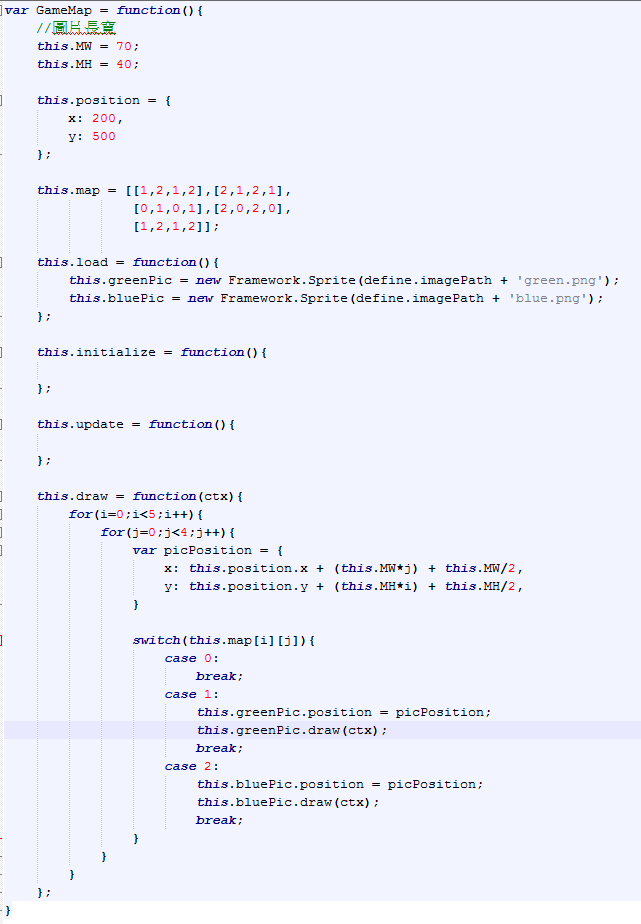 var GameMap = function(){
    //圖片長寬
    this.MW = 70;
    this.MH = 40;

    this.position = {
        x: 200,
        y: 500
    };

    this.map = [[1,2,1,2],[2,1,2,1],
                [0,1,0,1],[2,0,2,0],
                [1,2,1,2]];

    this.load = function(){
        this.greenPic = new Framework.Sprite(define.imagePath + 'green.png');
        this.bluePic = new Framework.Sprite(define.imagePath + 'blue.png');
    };

    this.initialize = function(){

    };

    this.update = function(){

    };

    this.draw = function(ctx){
        for(i=0;i<5;i++){
            for(j=0;j<4;j++){
                var picPosition = {
                    x: this.position.x + (this.MW*j) + this.MW/2,
                    y: this.position.y + (this.MH*i) + this.MH/2,
                }

                switch(this.map[i][j]){
                    case 0:
                        break;
                    case 1:
                        this.greenPic.position = picPosition;
                        this.greenPic.draw(ctx);
                        break;
                    case 2:
                        this.bluePic.position = picPosition;
                        this.bluePic.draw(ctx);
                        break;
                }
            }
        }
    };
}